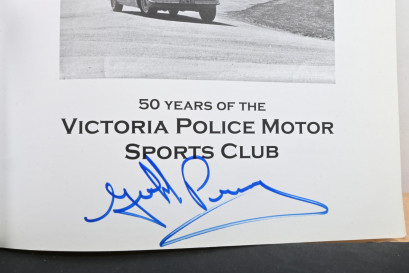 50 YEARS OF THE
VICTORIA POLICE MOTOR
SPORTS CLUB